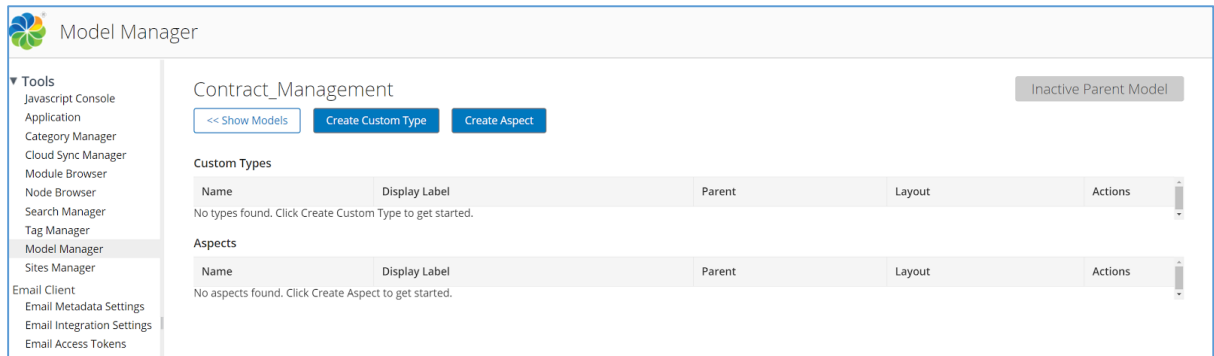 Model Manager
Tools
Javascript Console
Application
Category Manager
Cloud Sync Manager
Module Browser
Node Browser
Search Manager
Tag Manager
Model Manager
Sites Manager
Email Client
Email Metadata Settings
Email Integration Settings
Email Access Tokens
Contract_Management
Inactive Parent Model
<< Show Models Create Custom Type Create Aspect
Custom Types
Name Display Label Parent Layout Actions
No types found. Click Create Custom Type to get started.
Aspects
Name Display Label Parent Layout Actions
No aspects found. Click Create Aspect to get started.